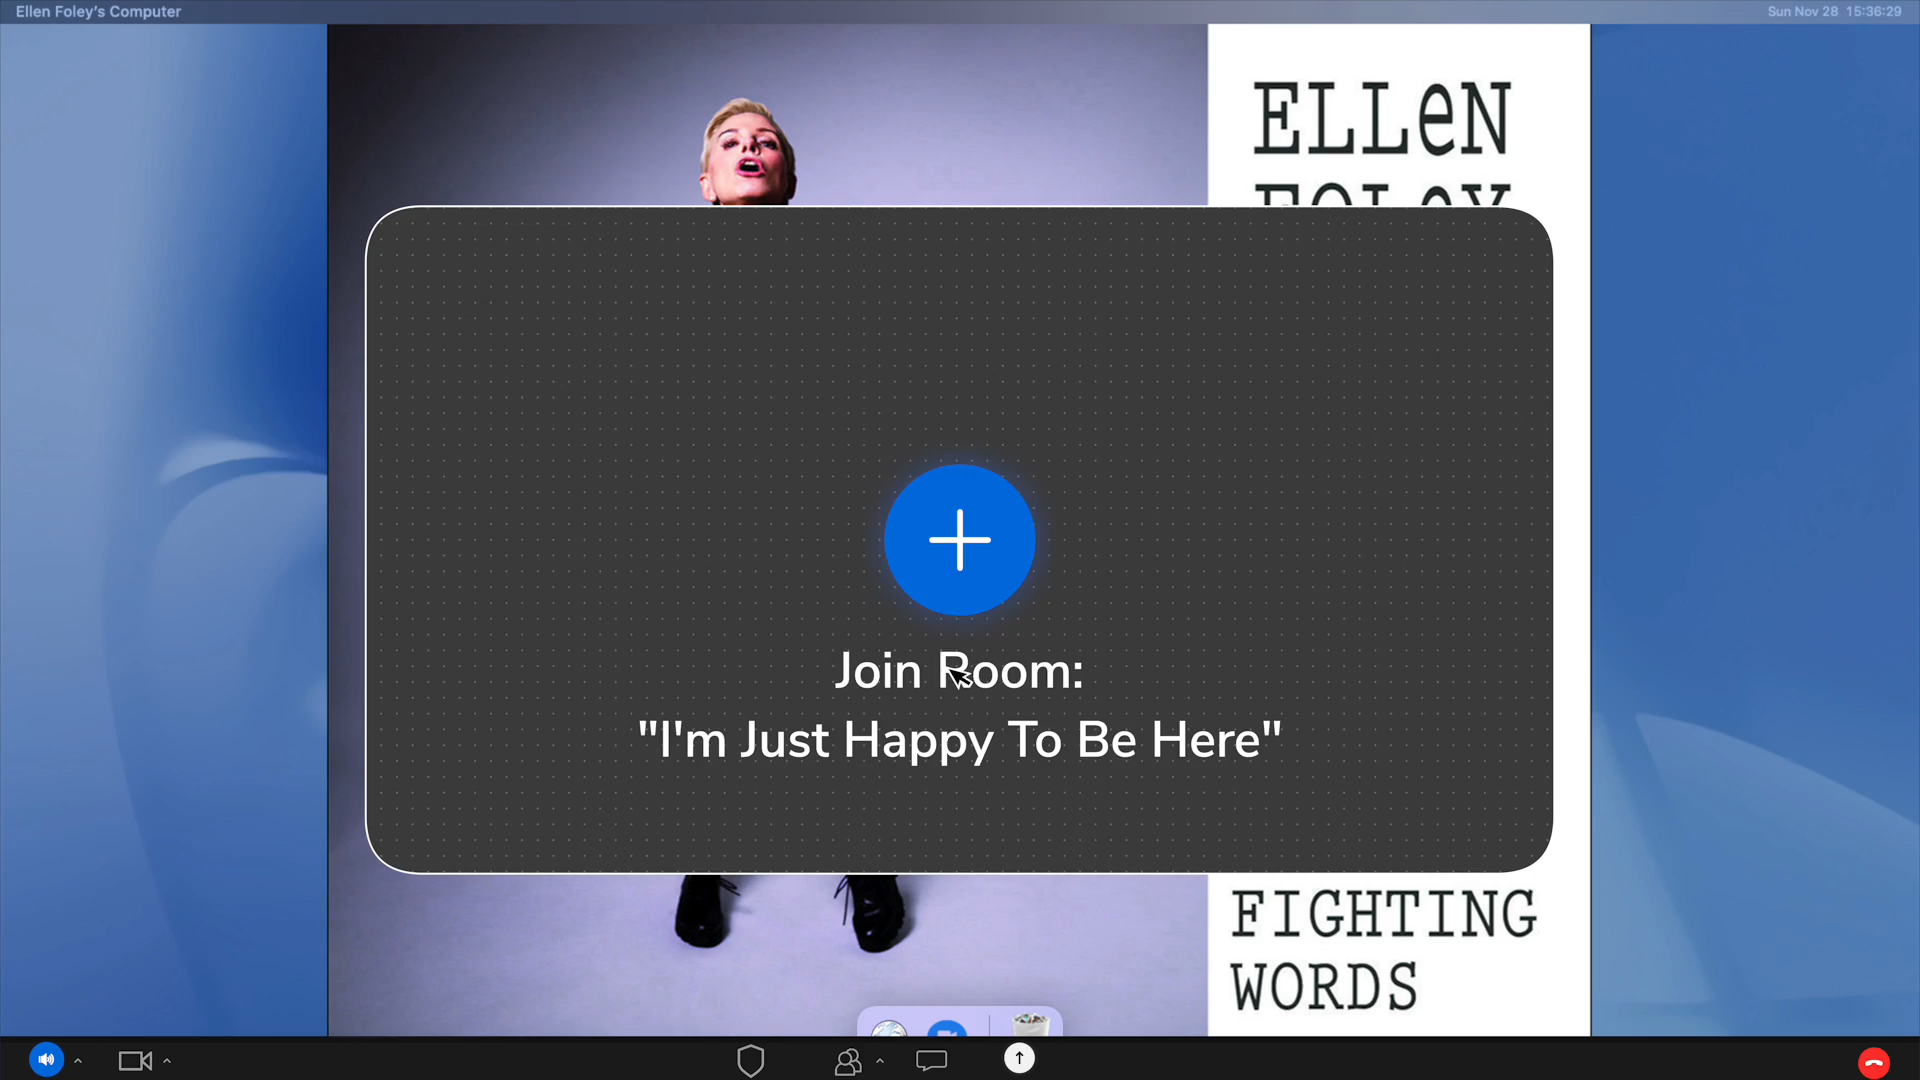 Ellen Foley's Computer
Sun Nov 28 15:36:29
ELLeN
FOLeY
Join Room:
"I'm Just Happy To Be Here"
FIGHTING
WORDS